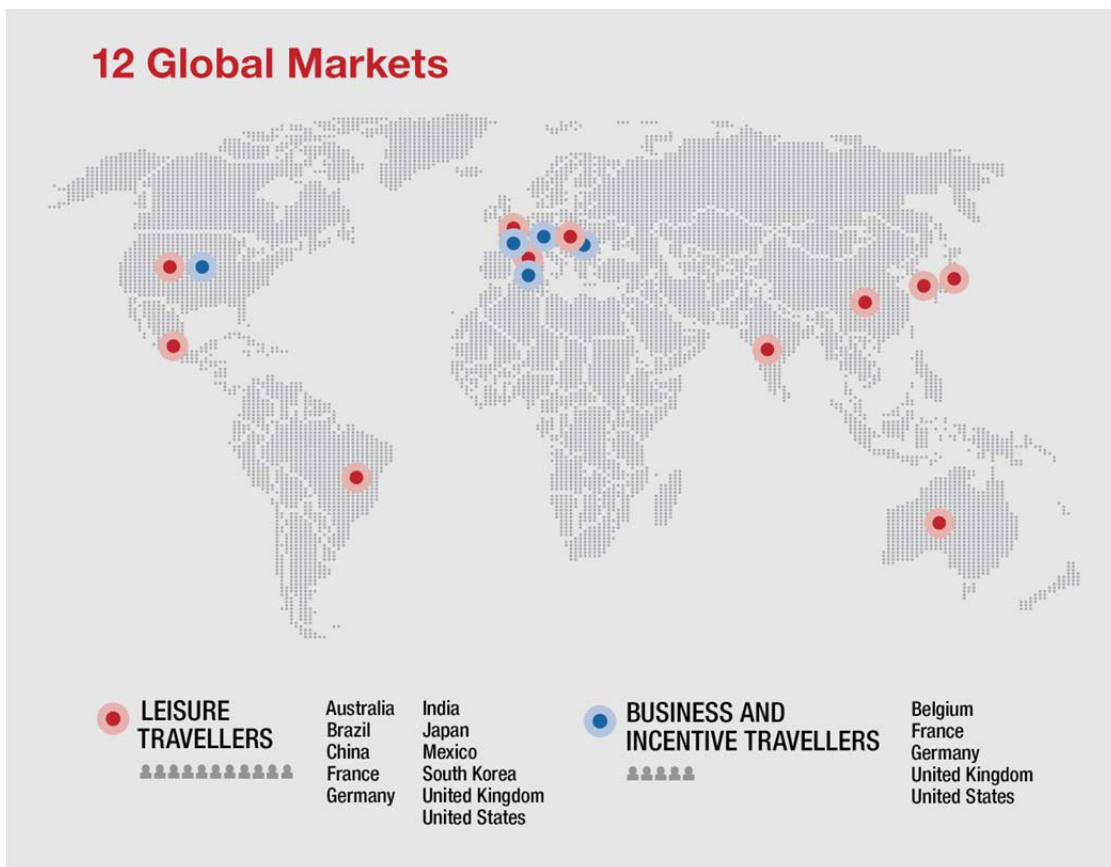 12 Global Markets
LEISURE
TRAVELLERS
Australia
Brazil
China
France
Germany
India
Japan
Mexico
South Korea
United Kingdom
United States
BUSINESS AND
INCENTIVE TRAVELLERS
Belgium
France
Germany
United Kingdom
United States